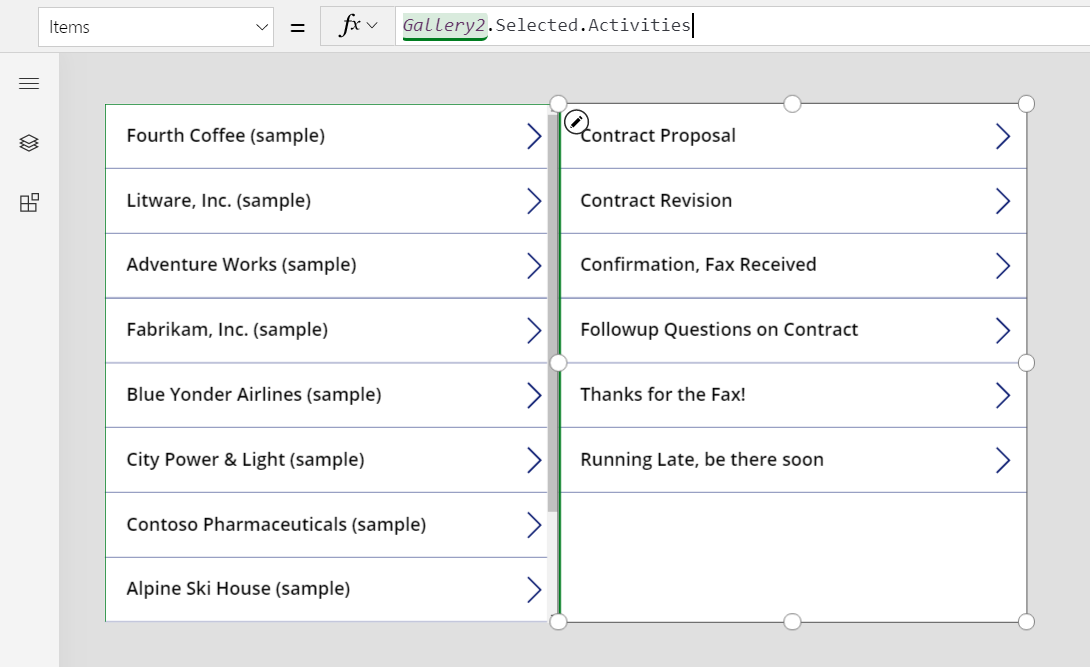 Items
=
fx
Gallery2.Selected.Activities
Fourth Coffee (sample)
Litware, Inc. (sample)
Adventure Works (sample)
Fabrikam, Inc. (sample)
Blue Yonder Airlines (sample)
City Power & Light (sample)
Contoso Pharmaceuticals (sample)
Alpine Ski House (sample)
Contract Proposal
Contract Revision
Confirmation, Fax Received
Followup Questions on Contract
Thanks for the Fax!
Running Late, be there soon